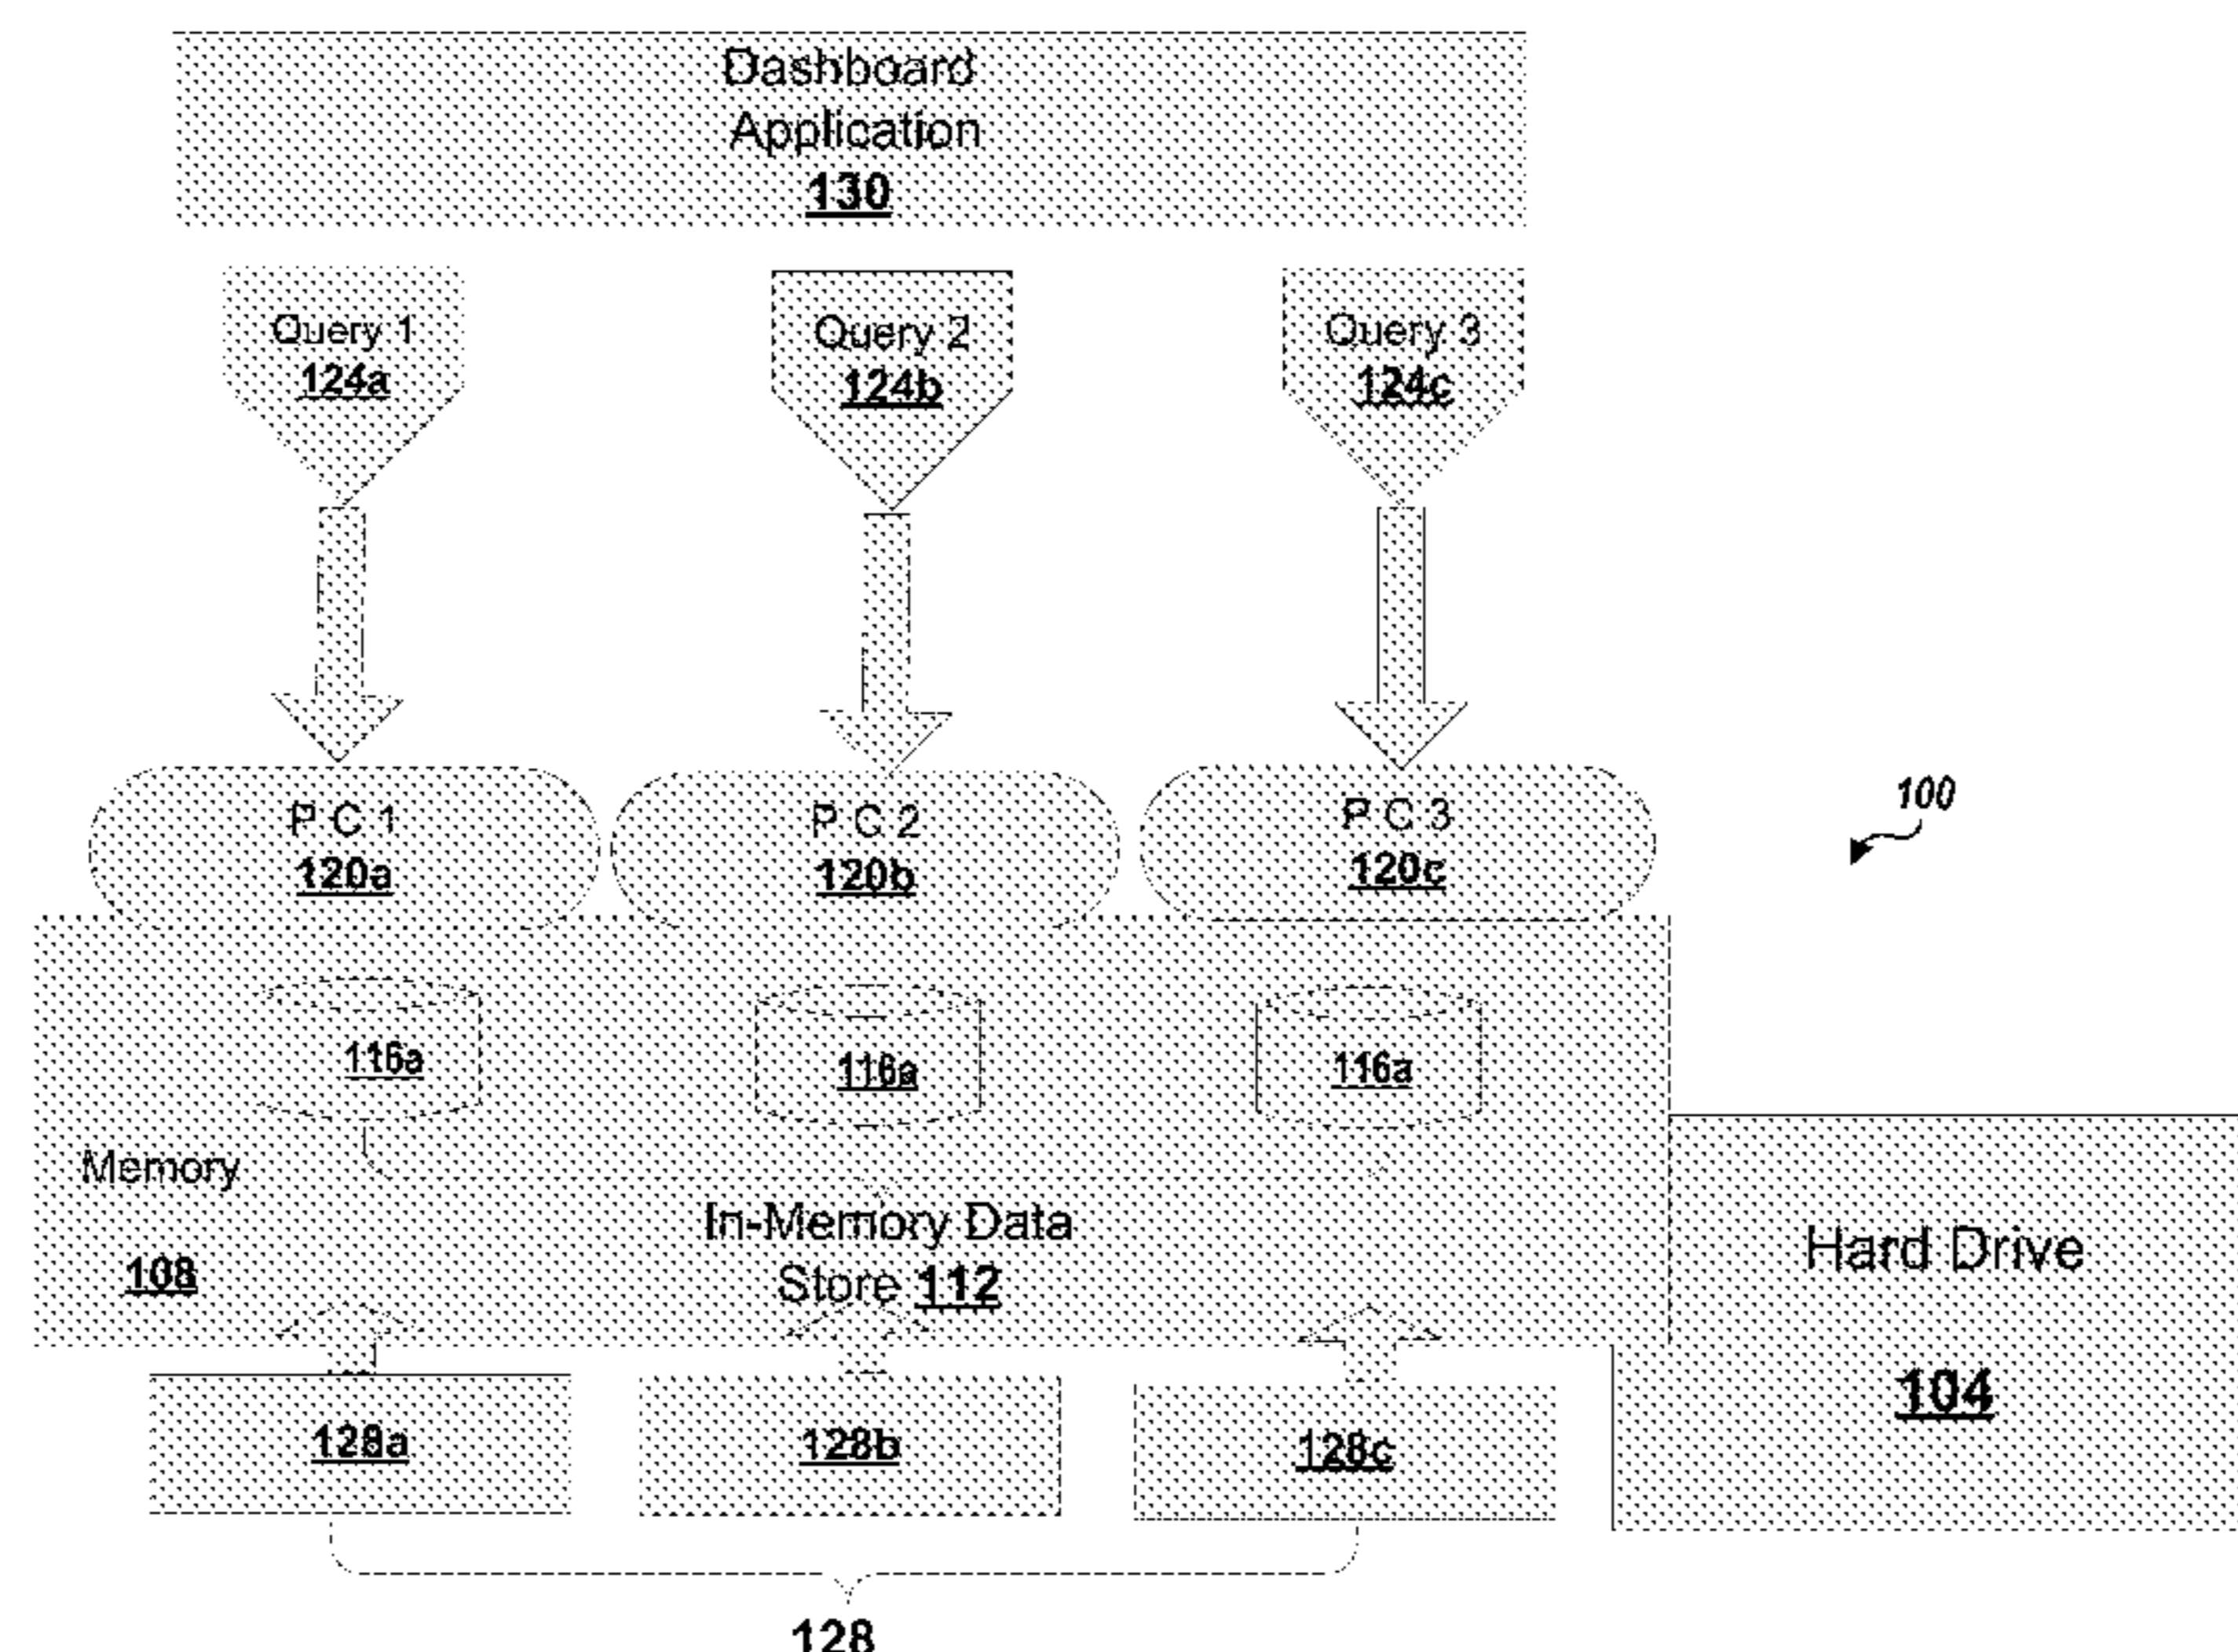 Dashboard
Application
130
Query 1
124a
Query 2
124b
Query 3
124c
P C 1
120a
P C 2
120b
P C 3
120c
100
116a
116a
116a
Memory
108
In-Memory Data
Store 112
Hard Drive
104
128a
128b
128c
128